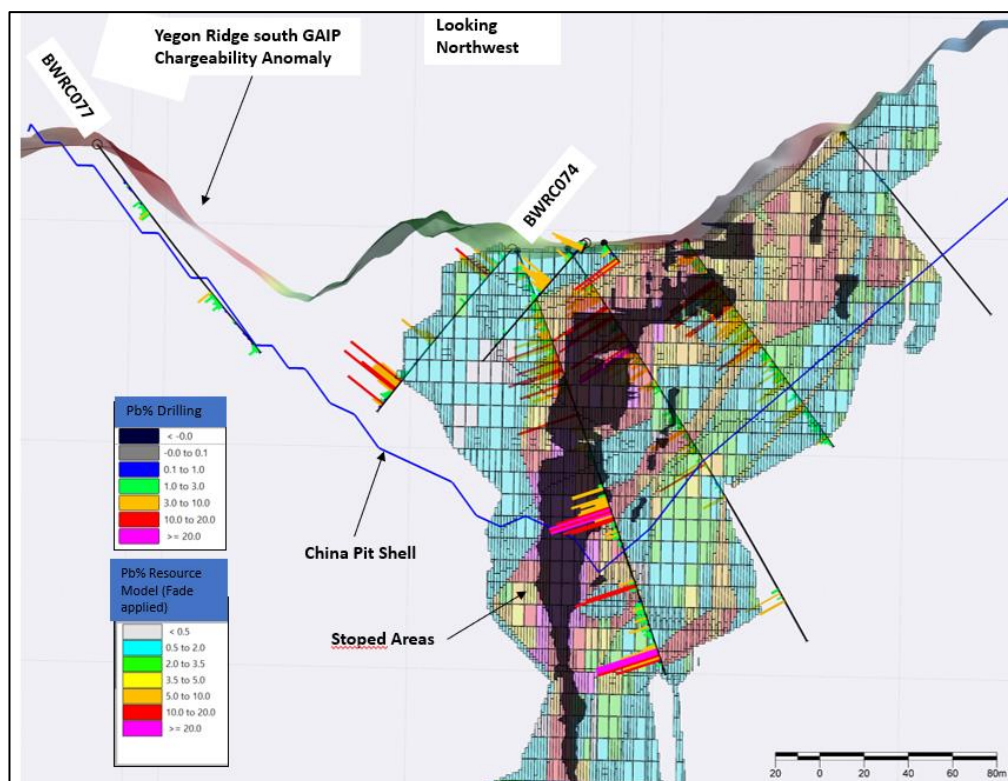 Yegon Ridge south GAIP
Chargeability Anomaly
Looking
Northwest
BWRC077
BWRC074
Pb% Drilling
< -0.0
-0.0 to 0.1
0.1 to 1.0
1.0 to 3.0
3.0 to 10.0
10.0 to 20.0
>= 20.0
China Pit Shell
Pb% Resource
Model (Fade
applied)
< 0.5
0.5 to 2.0
2.0 to 3.5
3.5 to 5.0
5.0 to 10.0
10.0 to 20.0
>= 20.0
Stoped Areas
20 0 20 40 60 80m